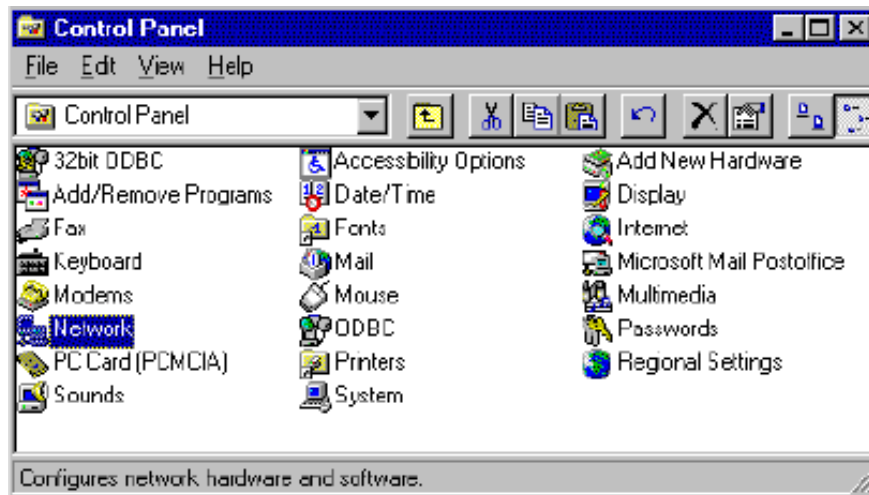 Control Panel
File Edit View Help
Control Panel
32bit ODBC Accessibility Options Add New Hardware
Add/Remove Programs Date/Time Display
Fax Fonts Internet
Keyboard Mail Microsoft Mail Postoffice
Modems Mouse Multimedia
Network ODBC Passwords
PC Card (PCMCIA) Printers Regional Settings
Sounds System
Configures network hardware and software.